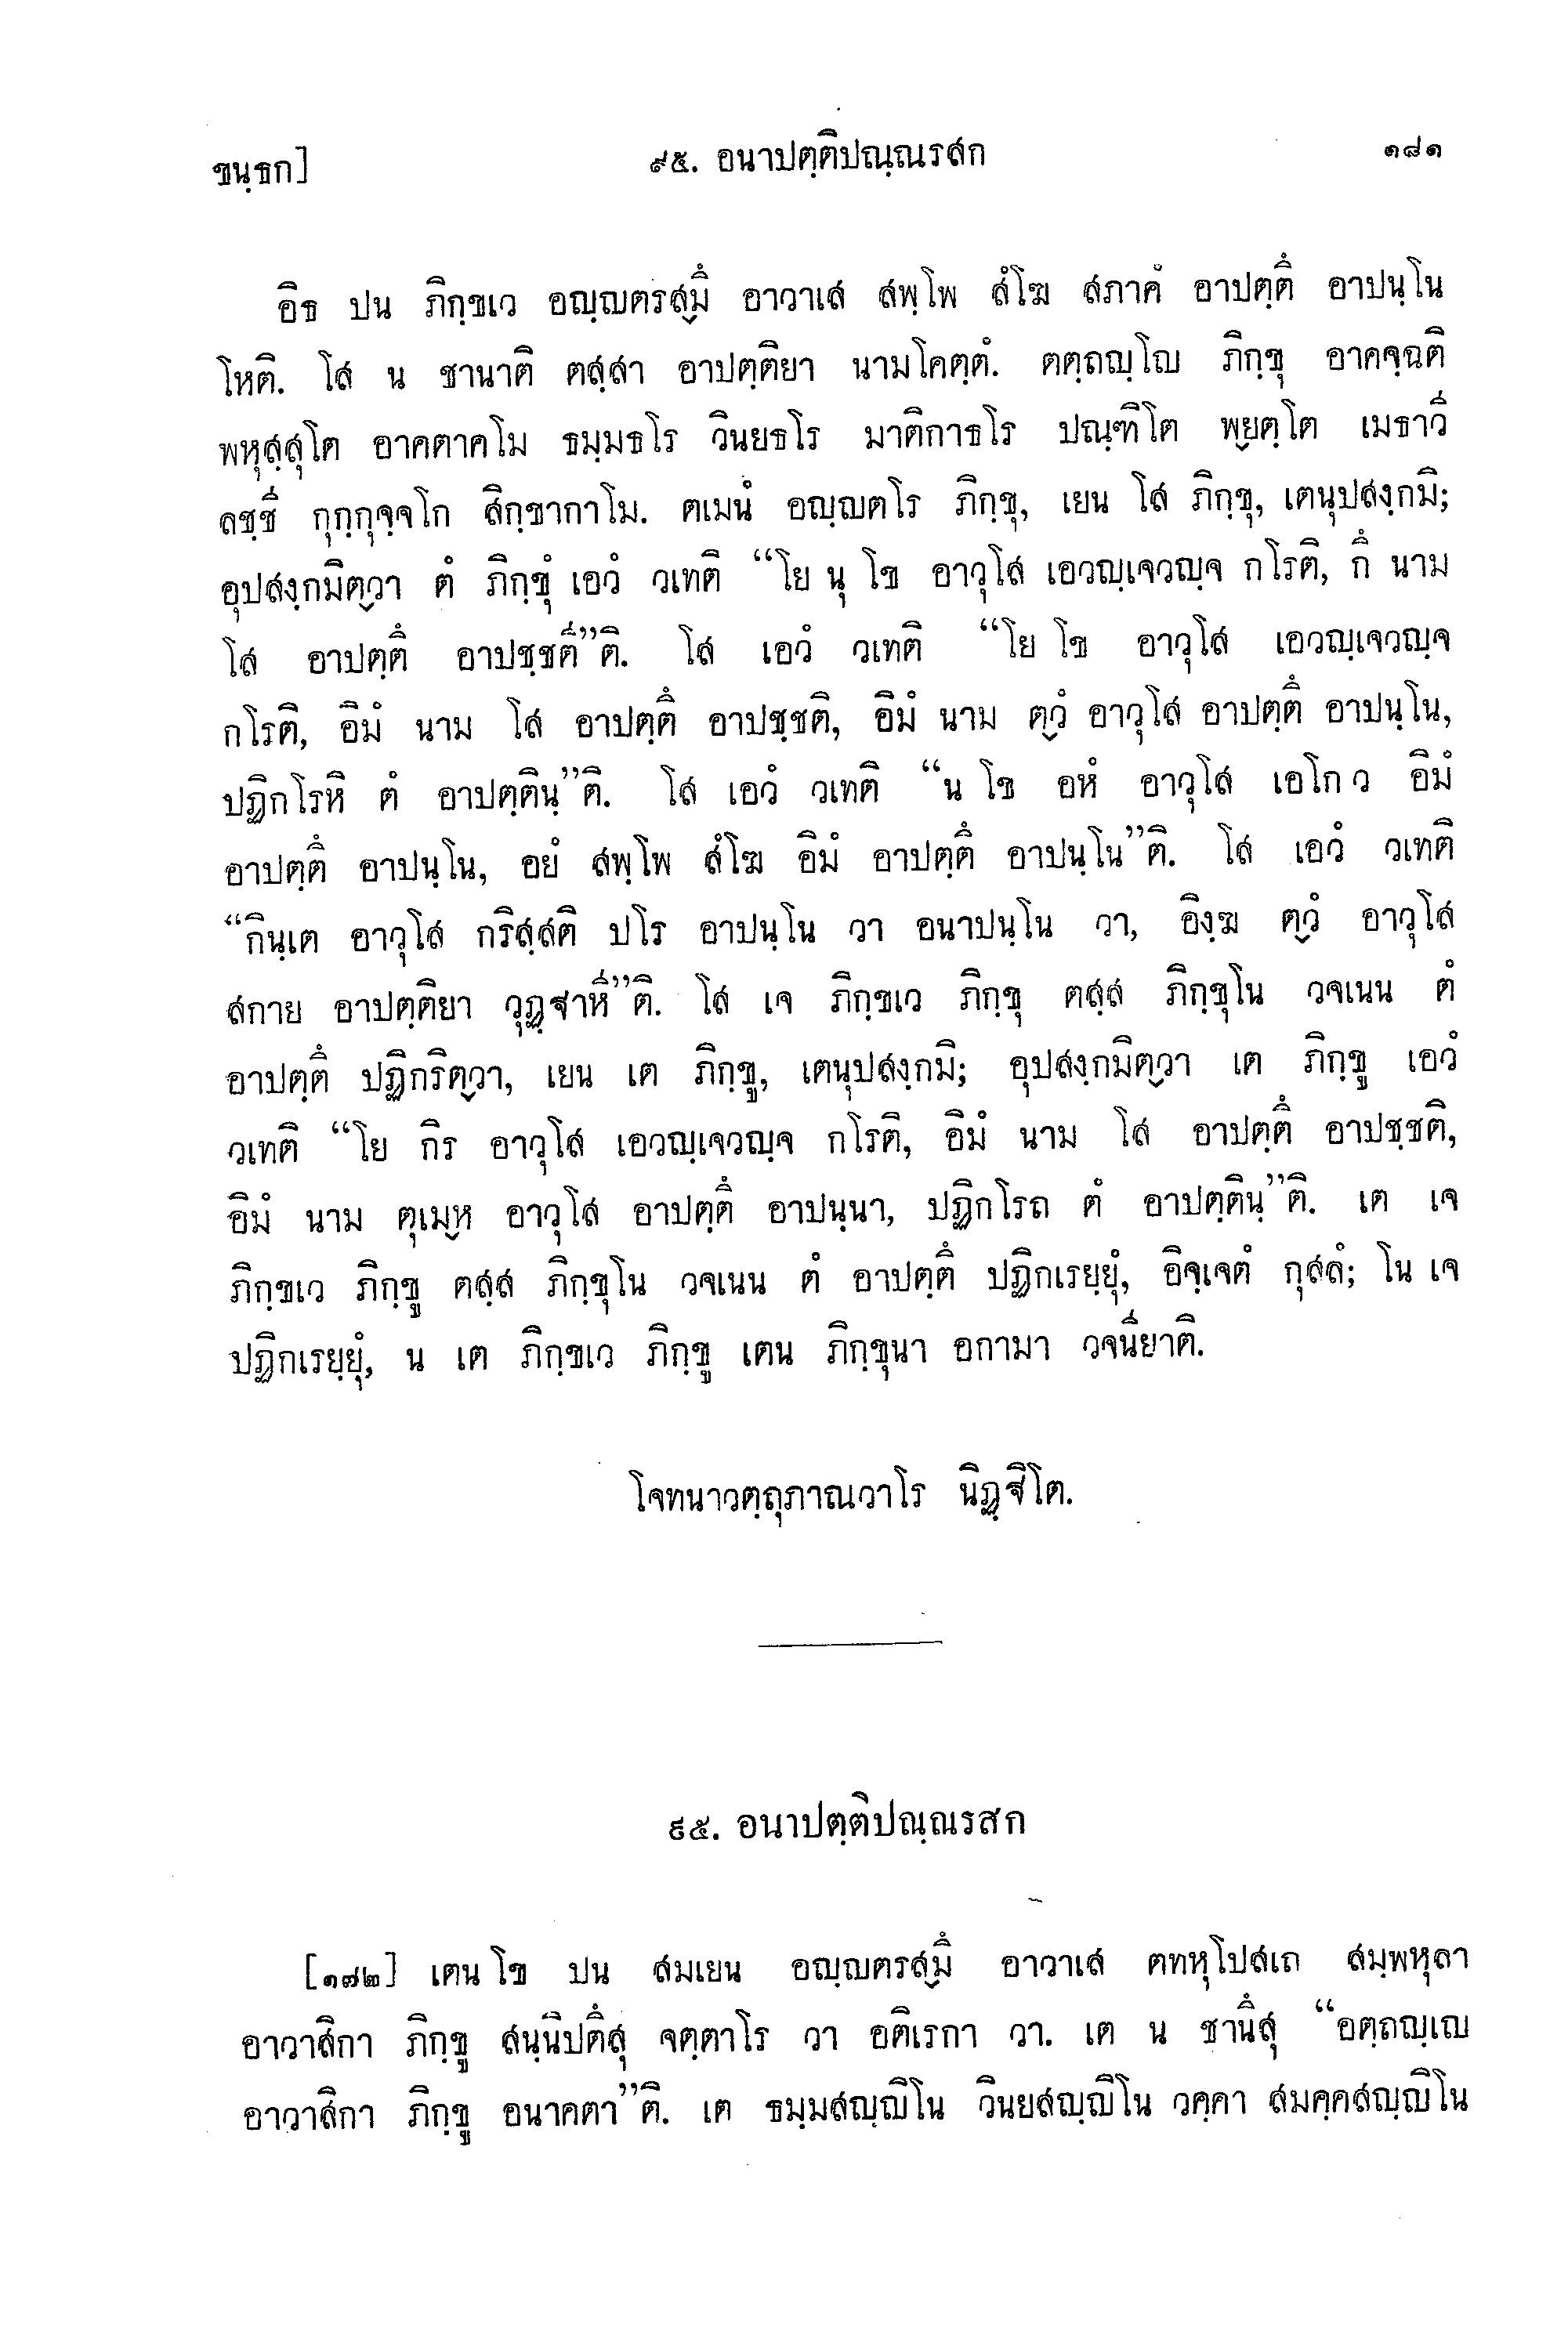 ขนฺธก]
๙๕. อนาปตฺติปณฺณรสก
๑๘๑
อิธ ปน ภิกฺขเว อญฺญตรสฺมึ อาวาเส สพฺโพ สํโฆ สภาคํ อาปตฺตึ อาปนฺโน
โหติ. โส น ชานาติ ตสฺสา อาปตฺติยา นามโคตฺตํ. ตตฺถญฺโญ ภิกฺขุ อาคจฺฉติ
พหุสฺสุโต อาคตาคโม ธมฺมธโร วินยธโร มาติกาธโร ปณฺฑิโต พฺยตฺโต เมธาวี
ลชฺชี กุกฺกุจฺจโก สิกฺขากาโม. ตเมนํ อญฺญตโร ภิกฺขุ, เยน โส ภิกฺขุ, เตนุปสงฺกมิ;
อุปสงฺกมิตฺวา ตํ ภิกฺขุํ เอวํ วเทติ “โย นุ โข อาวุโส เอวญฺเจวญฺจ กโรติ, กึ นาม
โส อาปตฺตึ อาปชฺชตี”ติ. โส เอวํ วเทติ “โย โข อาวุโส เอวญฺเจวญฺจ
กโรติ, อิมํ นาม โส อาปตฺตึ อาปชฺชติ, อิมํ นาม ตฺวํ อาวุโส อาปตฺตึ อาปนฺโน,
ปฏิกโรหิ ตํ อาปตฺตินฺ”ติ. โส เอวํ วเทติ “น โข อหํ อาวุโส เอโก ว อิมํ
อาปตฺตึ อาปนฺโน, อยํ สพฺโพ สํโฆ อิมํ อาปตฺตึ อาปนฺโน”ติ. โส เอวํ วเทติ
“กินฺเต อาวุโส กริสฺสติ ปโร อาปนฺโน วา อนาปนฺโน วา, อิงฺฆ ตฺวํ อาวุโส
สกาย อาปตฺติยา วุฏฺฐาหี”ติ. โส เจ ภิกฺขเว ภิกฺขุ ตสฺส ภิกฺขุโน วจเนน ตํ
อาปตฺตึ ปฏิกริตฺวา, เยน เต ภิกฺขู, เตนุปสงฺกมิ; อุปสงฺกมิตฺวา เต ภิกฺขู เอวํ
วเทติ “โย กิร อาวุโส เอวญฺเจวญฺจ กโรติ, อิมํ นาม โส อาปตฺตึ อาปชฺชติ,
อิมํ นาม ตุเมฺห อาวุโส อาปตฺตึ อาปนฺนา, ปฏิกโรถ ตํ อาปตฺตินฺ”ติ. เต เจ
ภิกฺขเว ภิกฺขู ตสฺส ภิกฺขุโน วจเนน ตํ อาปตฺตึ ปฏิกเรยฺยุํ, อิจฺเจตํ กุสลํ; โน เจ
ปฏิกเรยฺยุํ, น เต ภิกฺขเว ภิกฺขู เตน ภิกฺขุนา อกามา วจนียาติ.
โจทนาวตฺถุภาณวาโร นิฏฺฐิโต.
๙๕. อนาปตฺติปณฺณรสก
[๑๗๒] เตน โข ปน สมเยน อญฺญตรสฺมึ อาวาเส ตทหุโปสเถ สมฺพหุลา
อาวาสิกา ภิกฺขู สนฺนิปตึสุ จตฺตาโร วา อติเรกา วา. เต น ชานึสุ “อตฺถญฺเญ
อาวาสิกา ภิกฺขู อนาคตา”ติ. เต ธมฺมสญฺญิโน วินยสญฺญิโน วคฺคา สมคฺคสญฺญิโน